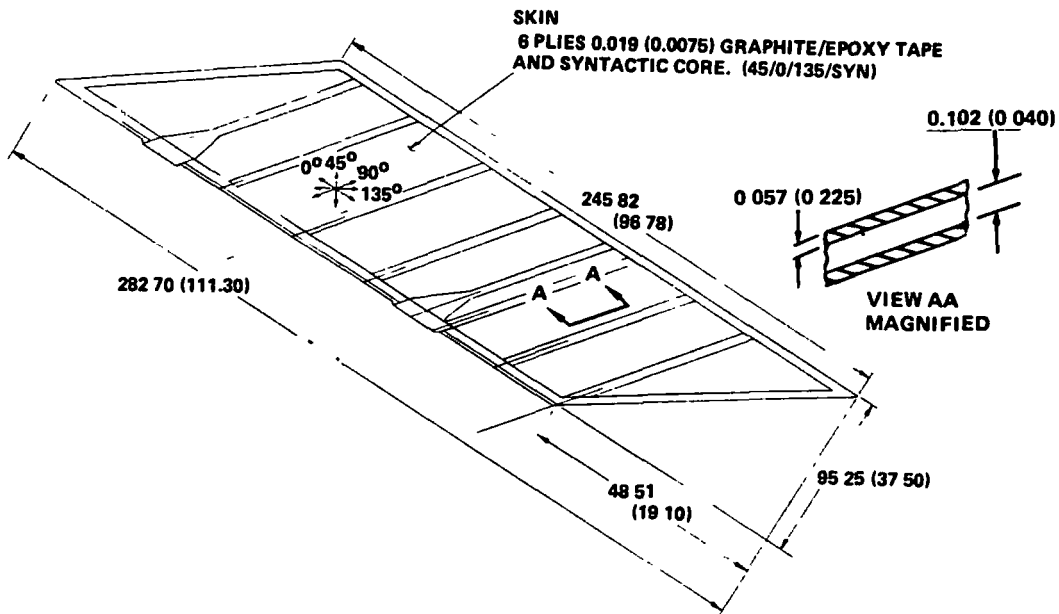 SKIN
6 PLIES 0.019 (0.0075) GRAPHITE/EPOXY TAPE
AND SYNTACTIC CORE. (45/0/135/SYN)
0.102 (0 040)
0 057 (0 225)
VIEW AA
MAGNIFIED
0° 45°
90°
135°
245 82
(96 78)
A
A
282 70 (111.30)
95 25 (37 50)
48 51
(19 10)